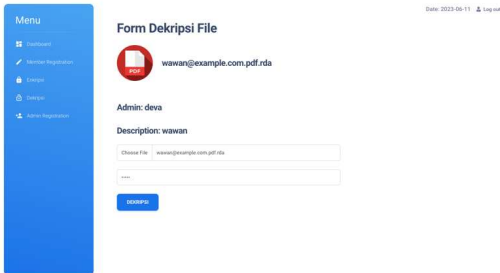 Date: 2023-06-11 Log out
Menu
Dashboard
Member Registration
Enkripsi
Dekripsi
Admin Registration
Form Dekripsi File
PDF
wawan@example.com.pdf.rda
Admin: deva
Description: wawan
Choose File wawan@example.com.pdf.rda
····
DEKRIPSI